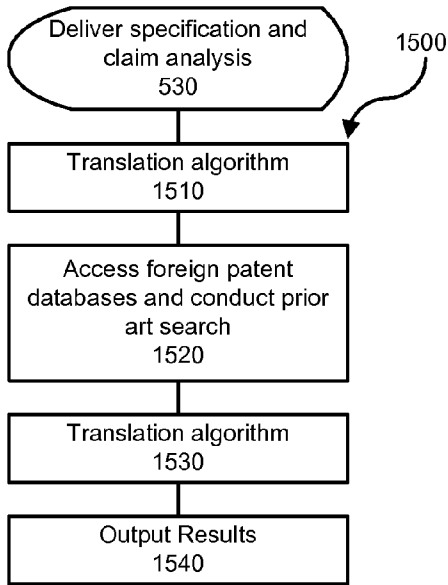 Deliver specification and
claim analysis
530
1500
Translation algorithm
1510
Access foreign patent
databases and conduct prior
art search
1520
Translation algorithm
1530
Output Results
1540